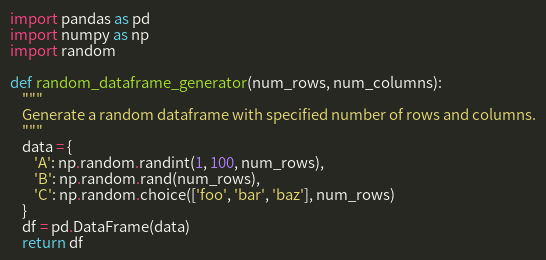 import pandas as pd
import numpy as np
import random

def random_dataframe_generator(num_rows, num_columns):
    """
    Generate a random dataframe with specified number of rows and columns.
    """
    data = {
        'A': np.random.randint(1, 100, num_rows),
        'B': np.random.rand(num_rows),
        'C': np.random.choice(['foo', 'bar', 'baz'], num_rows)
    }
    df = pd.DataFrame(data)
    return df